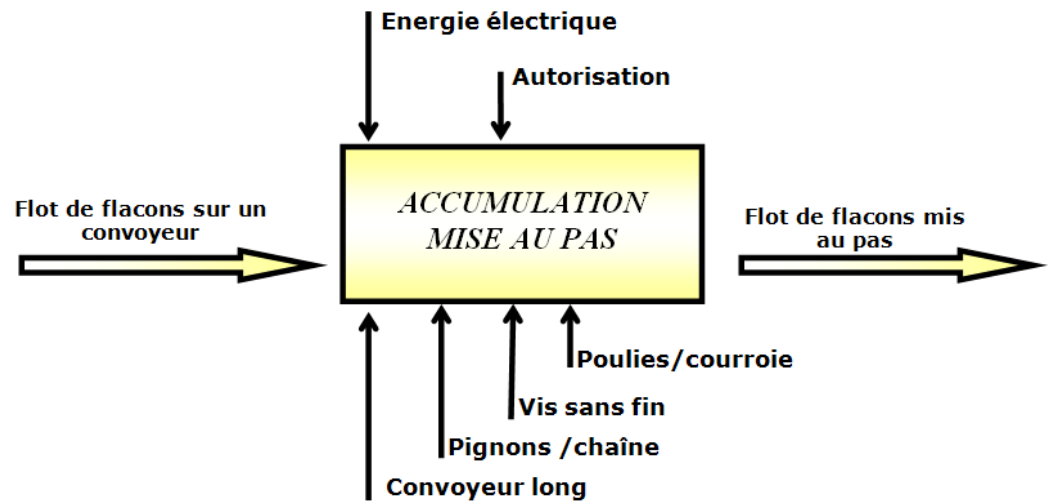 Energie électrique
Autorisation
ACCUMULATION
MISE AU PAS
Flot de flacons sur un
convoyeur
Flot de flacons mis
au pas
Poulies/courroie
Vis sans fin
Pignons /chaîne
Convoyeur long